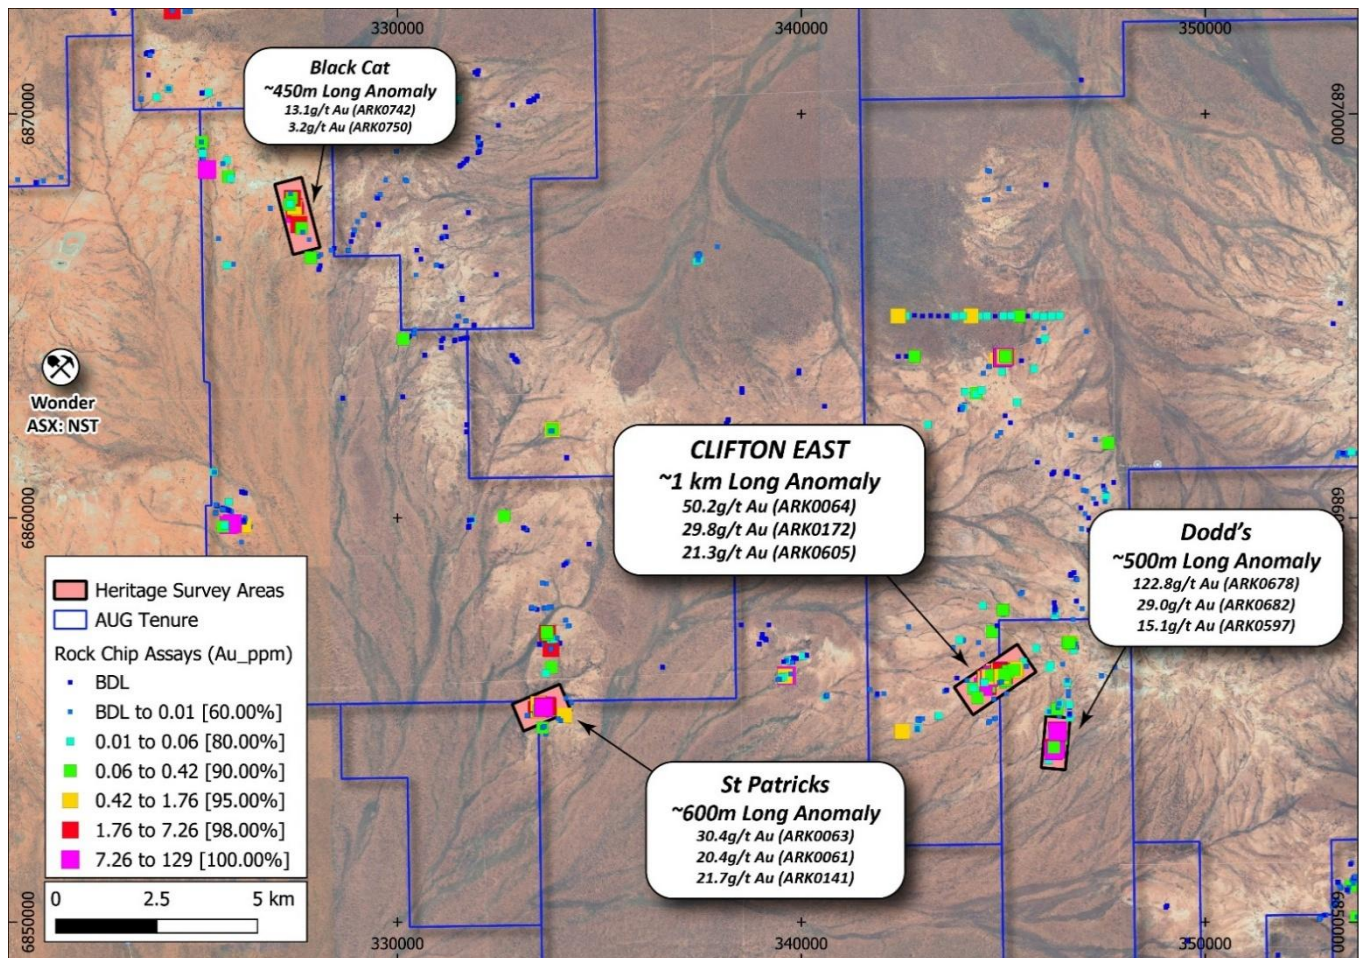 330000
340000
350000
6870000
6870000
Black Cat
~450m Long Anomaly
13.1g/t Au (ARK0742)
3.2g/t Au (ARK0750)
Wonder
ASX: NST
CLIFTON EAST
~1 km Long Anomaly
50.2g/t Au (ARK0064)
29.8g/t Au (ARK0172)
21.3g/t Au (ARK0605)
6860000
Dodd's
~500m Long Anomaly
122.8g/t Au (ARK0678)
29.0g/t Au (ARK0682)
15.1g/t Au (ARK0597)
Heritage Survey Areas
AUG Tenure
Rock Chip Assays (Au_ppm)
BDL
BDL to 0.01 [60.00%]
0.01 to 0.06 [80.00%]
0.06 to 0.42 [90.00%]
0.42 to 1.76 [95.00%]
1.76 to 7.26 [98.00%]
7.26 to 129 [100.00%]
St Patricks
~600m Long Anomaly
30.4g/t Au (ARK0063)
20.4g/t Au (ARK0061)
21.7g/t Au (ARK0141)
0 2.5 5 km
6850000
6850000
330000
340000
350000